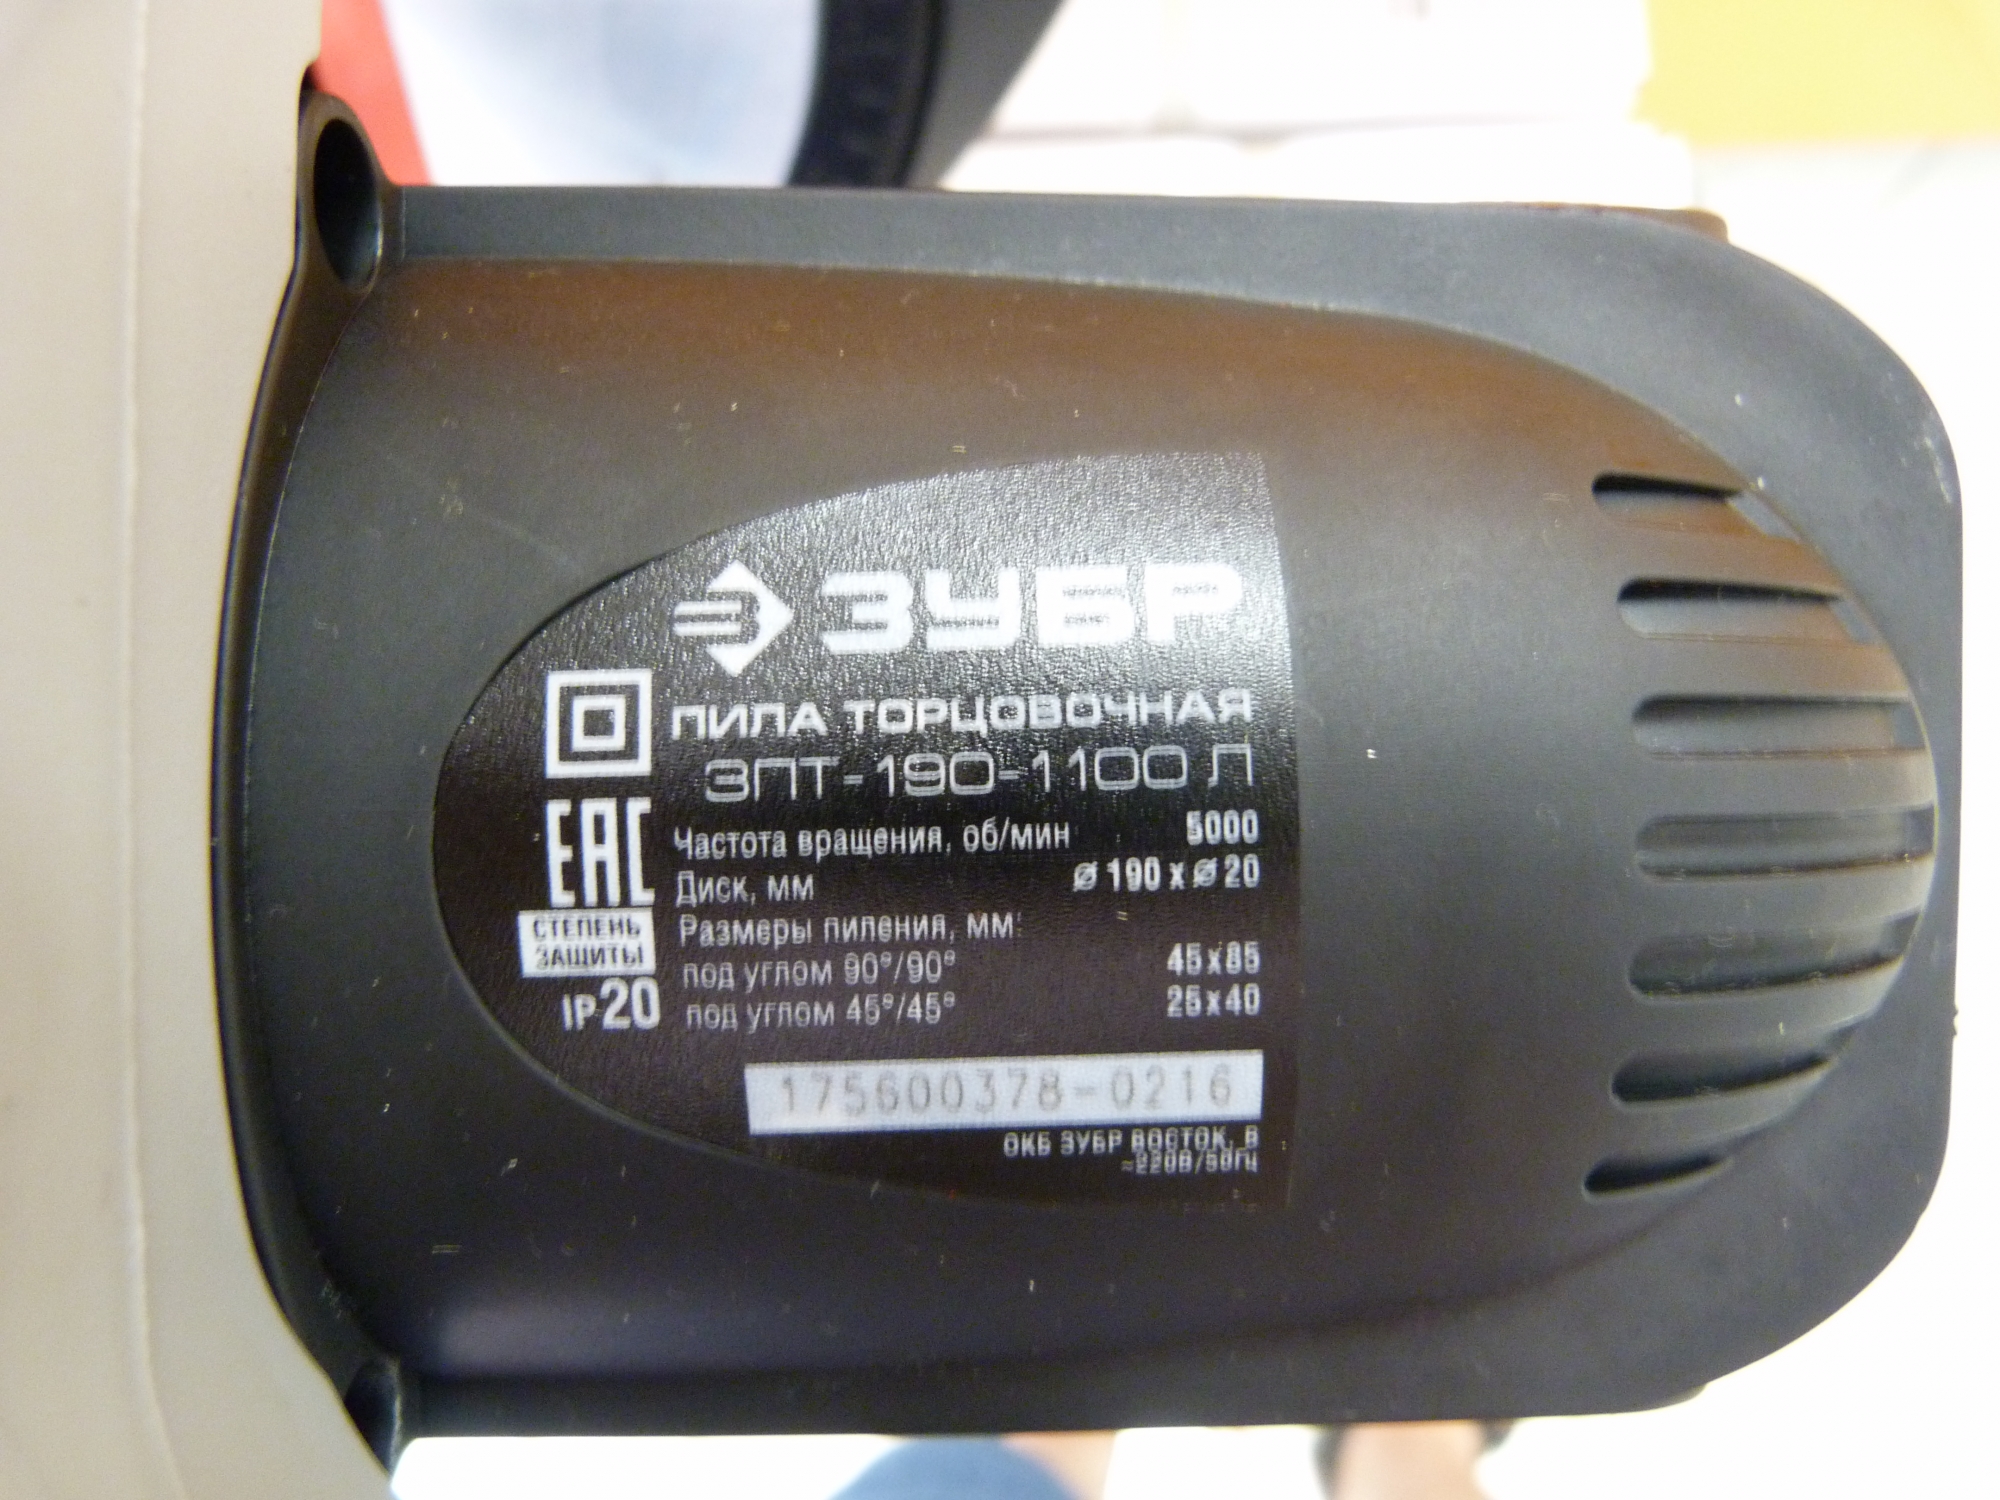 ЗУБР
ПИЛА ТОРЦОВОЧНАЯ
ЗПТ-190-1100 Л
Частота вращения, об/мин 5000
Диск, мм ⌀ 190 x ⌀ 20
Размеры пиления, мм:
под углом 90°/90° 45x85
под углом 45°/45° 25x40
EAC
СТЕПЕНЬ
ЗАЩИТЫ
IP20
175600378-0216
ОКБ ЗУБР ВОСТОК, В
~220В/50Гц